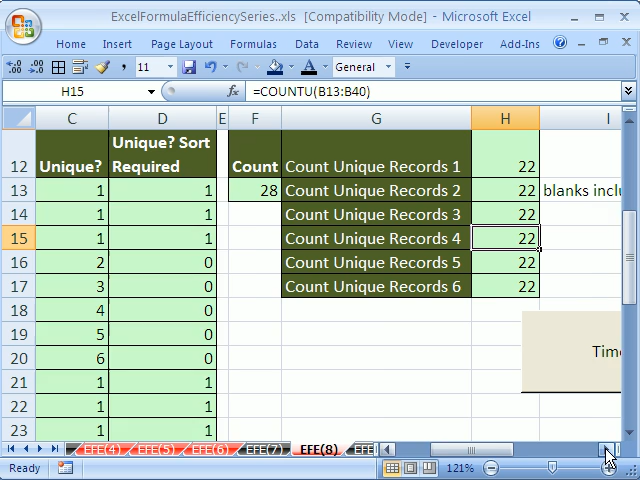 ExcelFormulaEfficiencySeries..xls [Compatibility Mode] - Microsoft Excel
Home Insert Page Layout Formulas Data Review View Developer Add-Ins
11 General
H15 fx =COUNTU(B13:B40)
C D E F G H I
12 Unique? Unique? Sort Required Count Count Unique Records 1 22
13 1 1 28 Count Unique Records 2 22 blanks inclu
14 1 1 Count Unique Records 3 22
15 1 1 Count Unique Records 4 22
16 2 0 Count Unique Records 5 22
17 3 0 Count Unique Records 6 22
18 4 0
19 5 0 Time
20 6 0
21 1 1
22 1 1
23 1 1
EFE(4) EFE(5) EFE(6) EFE(7) EFE(8) EFE
Ready 121%